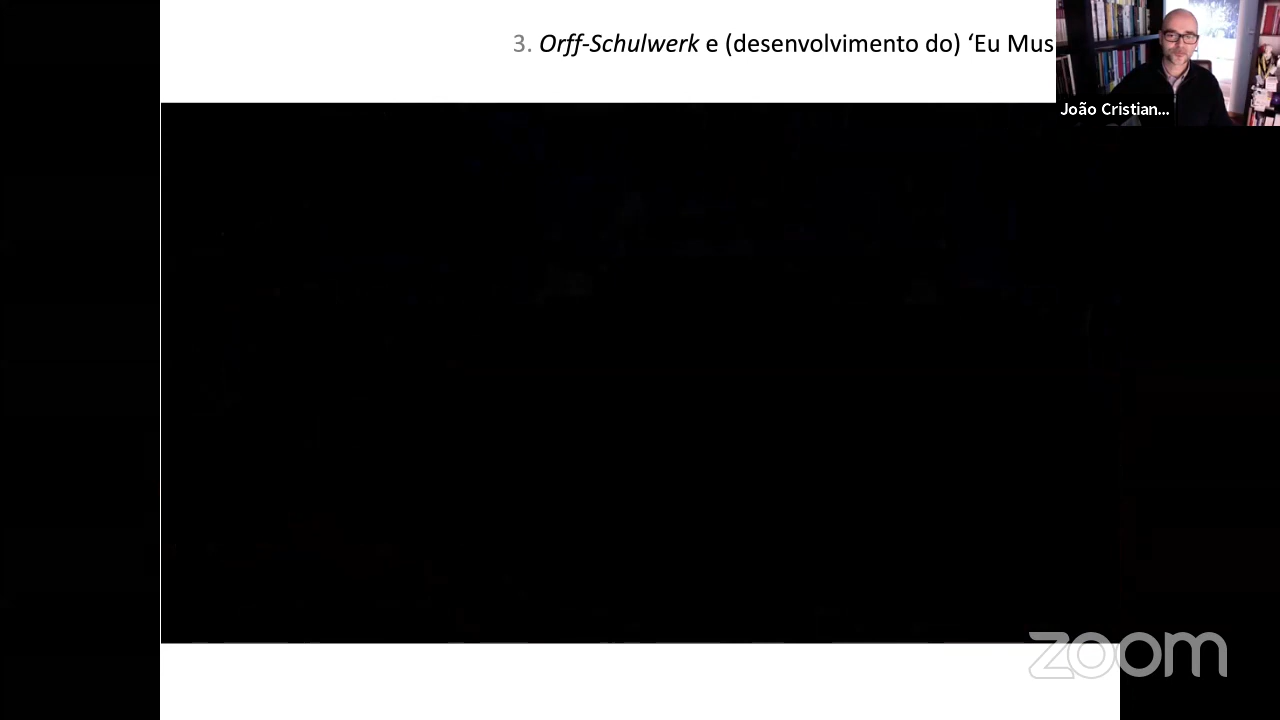 3. Orff-Schulwerk e (desenvolvimento do) ‘Eu Mus
João Cristian...
zoom